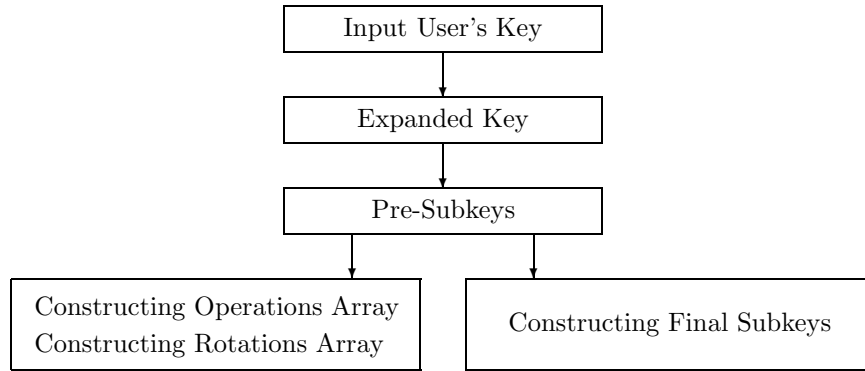 Input User's Key
Expanded Key
Pre-Subkeys
Constructing Operations Array
Constructing Rotations Array
Constructing Final Subkeys